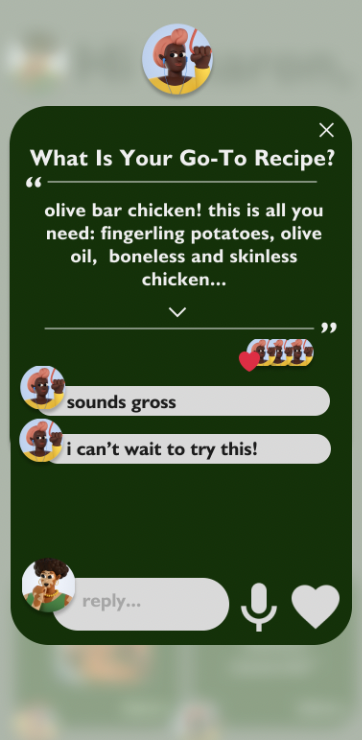 What Is Your Go-To Recipe?
“
olive bar chicken! this is all you
need: fingerling potatoes, olive
oil,  boneless and skinless
chicken...
”
sounds gross
i can’t wait to try this!
reply...